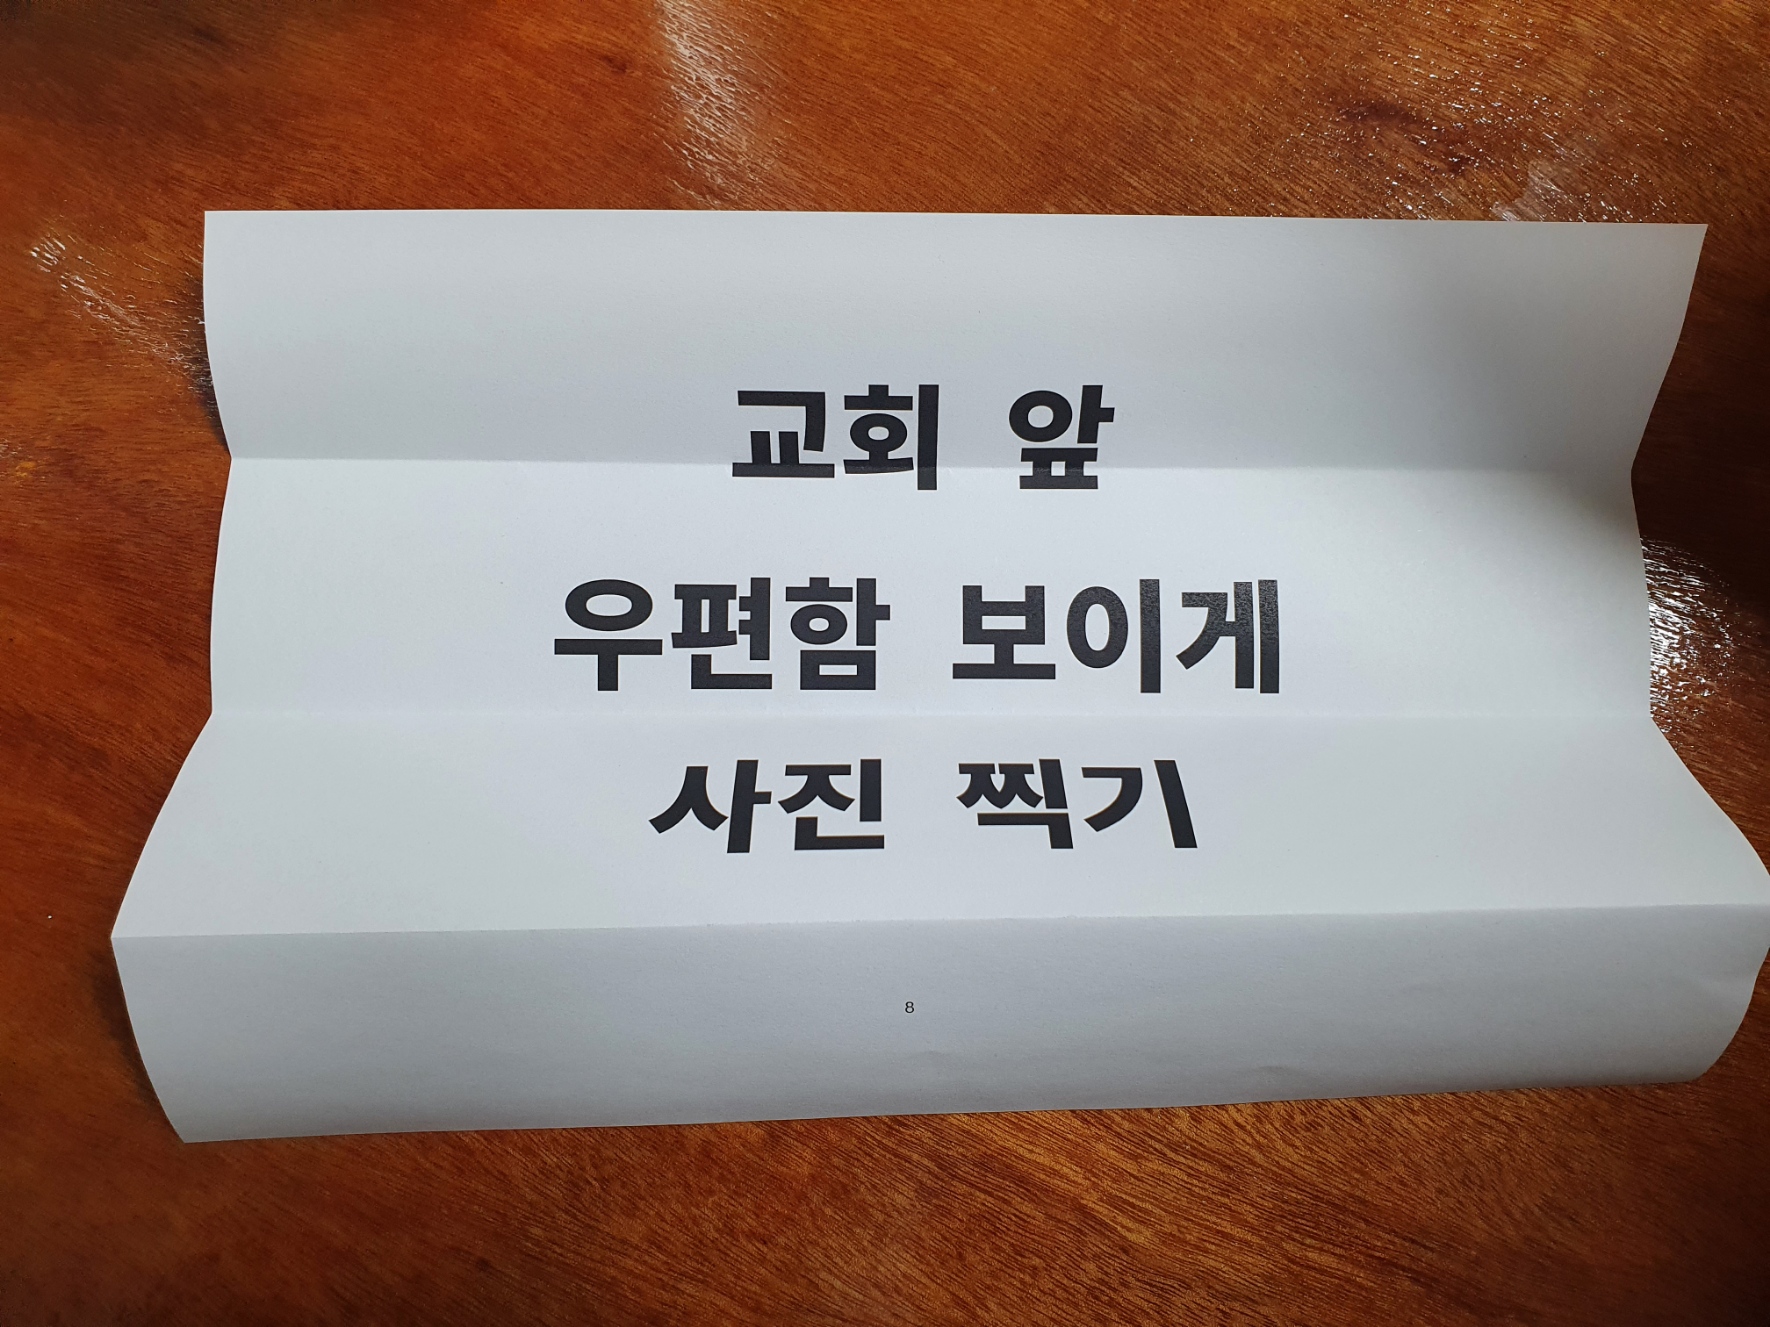 교회 앞
우편함 보이게
사진 찍기
8